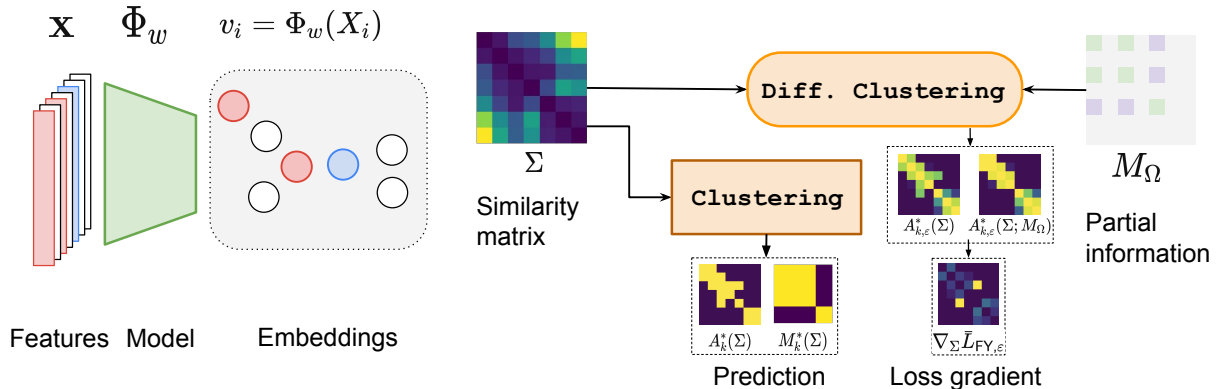 𝐱 Φ_w v_i = Φ_w(X_i)
Features Model Embeddings
Σ
Similarity
matrix
Diff. Clustering
Clustering
M_Ω
Partial
information
A*_{k,ε}(Σ) A*_{k,ε}(Σ; M_Ω)
A*_k(Σ) M*_k(Σ)
∇_Σ L̄_{FY,ε}
Prediction Loss gradient